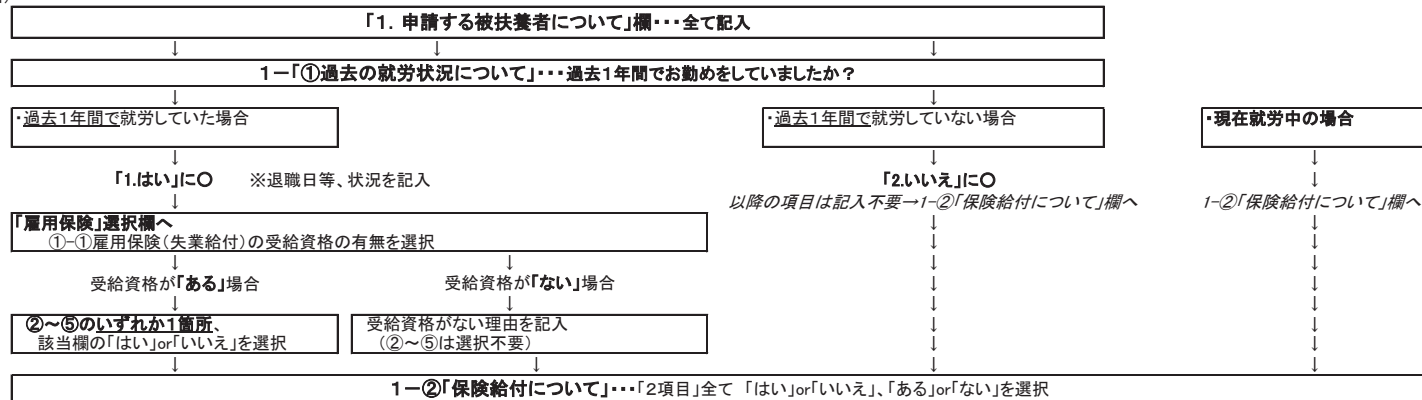 「1．申請する被扶養者について」欄・・・全て記入
↓ ↓ ↓
1－「①過去の就労状況について」・・・過去1年間でお勤めをしていましたか？
↓ ↓
・過去1年間で就労していた場合 ・過去1年間で就労していない場合 ・現在就労中の場合
↓ ↓ ↓
「1.はい」に〇 ※退職日等、状況を記入 「2.いいえ」に〇 ↓
以降の項目は記入不要→1-②「保険給付について」欄へ 1-②「保険給付について」欄へ
「雇用保険」選択欄へ
①-①雇用保険（失業給付）の受給資格の有無を選択
↓ ↓ ↓ ↓
受給資格が「ある」場合 受給資格が「ない」場合 ↓ ↓
↓ ↓ ↓ ↓
②～⑤のいずれか1箇所、 受給資格がない理由を記入 ↓ ↓
該当欄の「はい」or「いいえ」を選択 （②～⑤は選択不要） ↓ ↓
↓ ↓ ↓ ↓
1－②「保険給付について」・・・「2項目」全て 「はい」or「いいえ」、「ある」or「ない」を選択